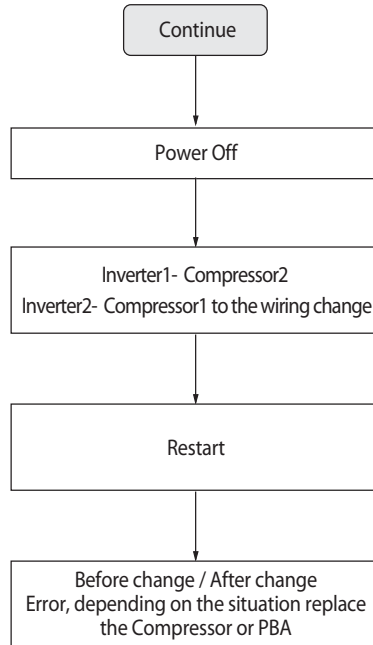 Continue
Power Off
Inverter1- Compressor2
Inverter2- Compressor1 to the wiring change
Restart
Before change / After change
Error, depending on the situation replace
the Compressor or PBA